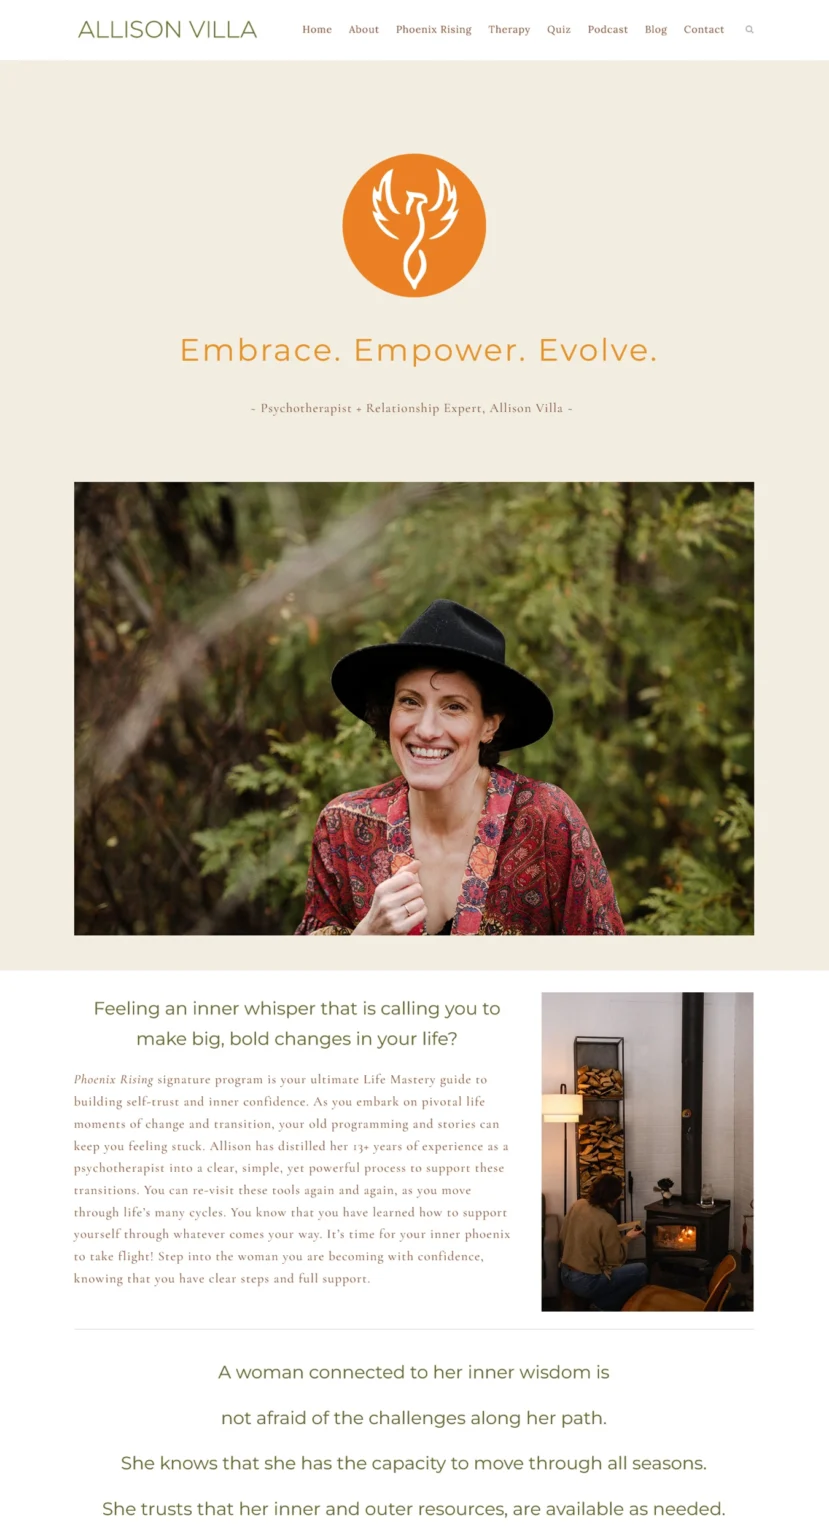 ALLISON VILLA
Home About Phoenix Rising Therapy Quiz Podcast Blog Contact
Embrace. Empower. Evolve.
- Psychotherapist + Relationship Expert, Allison Villa -
Feeling an inner whisper that is calling you to
make big, bold changes in your life?
Phoenix Rising signature program is your ultimate Life Mastery guide to
building self-trust and inner confidence. As you embark on pivotal life
moments of change and transition, your old programming and stories can
keep you feeling stuck. Allison has distilled her 13+ years of experience as a
psychotherapist into a clear, simple, yet powerful process to support these
transitions. You can re-visit these tools again and again, as you move
through life's many cycles. You know that you have learned how to support
yourself through whatever comes your way. It's time for your inner phoenix
to take flight! Step into the woman you are becoming with confidence,
knowing that you have clear steps and full support.
A woman connected to her inner wisdom is
not afraid of the challenges along her path.
She knows that she has the capacity to move through all seasons.
She trusts that her inner and outer resources, are available as needed.